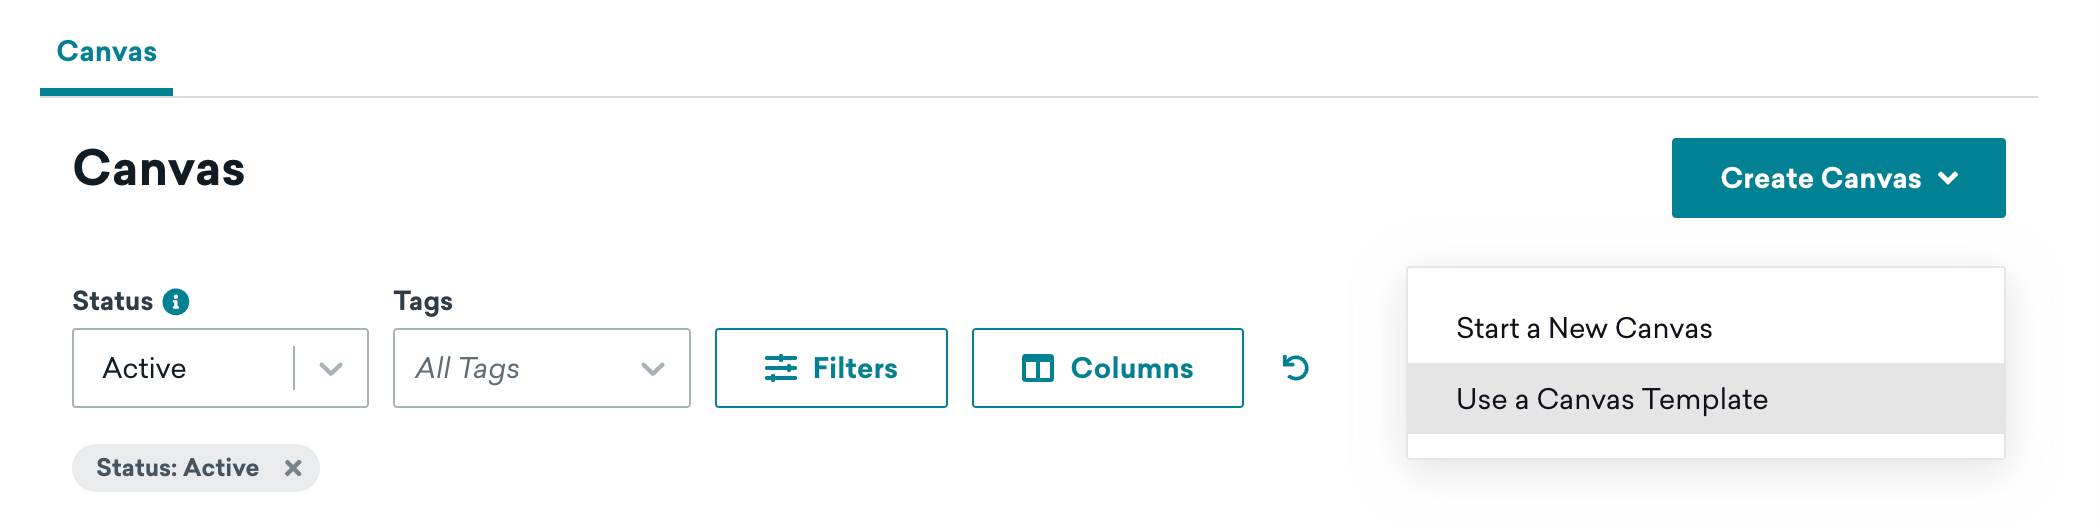 Canvas
Canvas
Create Canvas
Status
Tags
Active
All Tags
Filters
Columns
Start a New Canvas
Use a Canvas Template
Status: Active